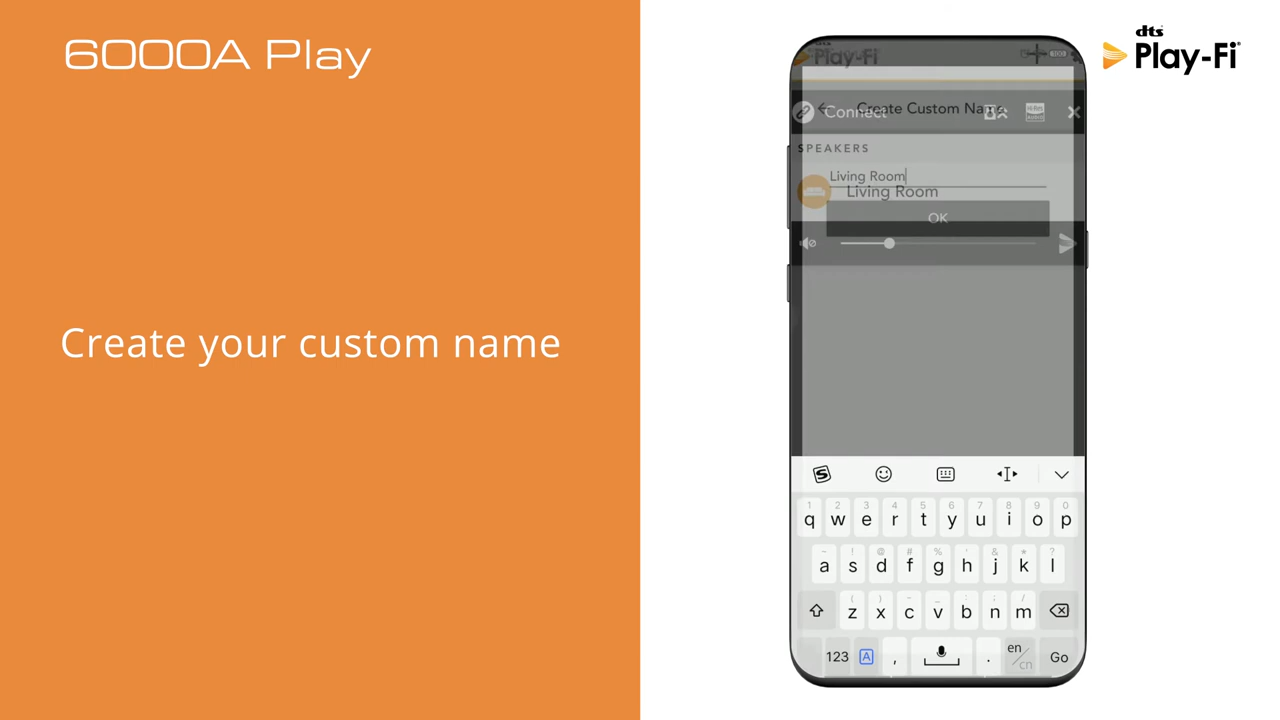 6000A Play
Create your custom name
dts
Play-Fi
Play-Fi
Create Custom Name
Connect
SPEAKERS
Living Room
Living Room
OK
1 2 3 4 5 6 7 8 9 0
q w e r t y u i o p
~ ! @ # % ' & * ?
a s d f g h j k l
( ) - _ : ; /
z x c v b n m
123 A , . en/cn Go